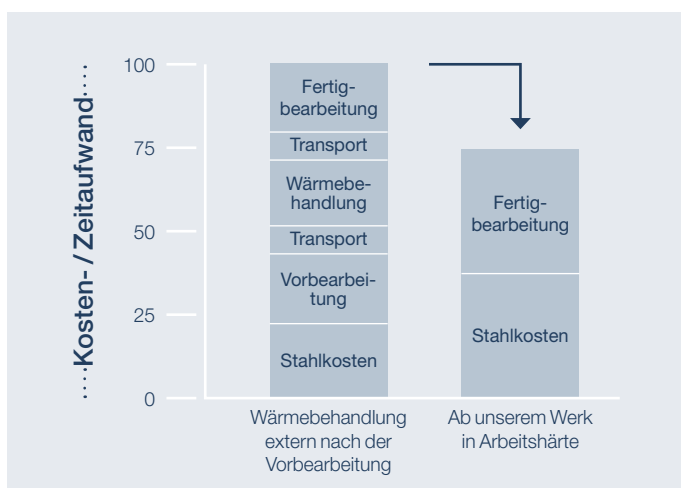 ····Kosten- / Zeitaufwand····
100
75
50
25
0
Fertig-
bearbeitung
Transport
Wärmebe-
handlung
Transport
Vorbearbei-
tung
Stahlkosten
Fertig-
bearbeitung
Stahlkosten
Wärmebehandlung
extern nach der
Vorbearbeitung
Ab unserem Werk
in Arbeitshärte